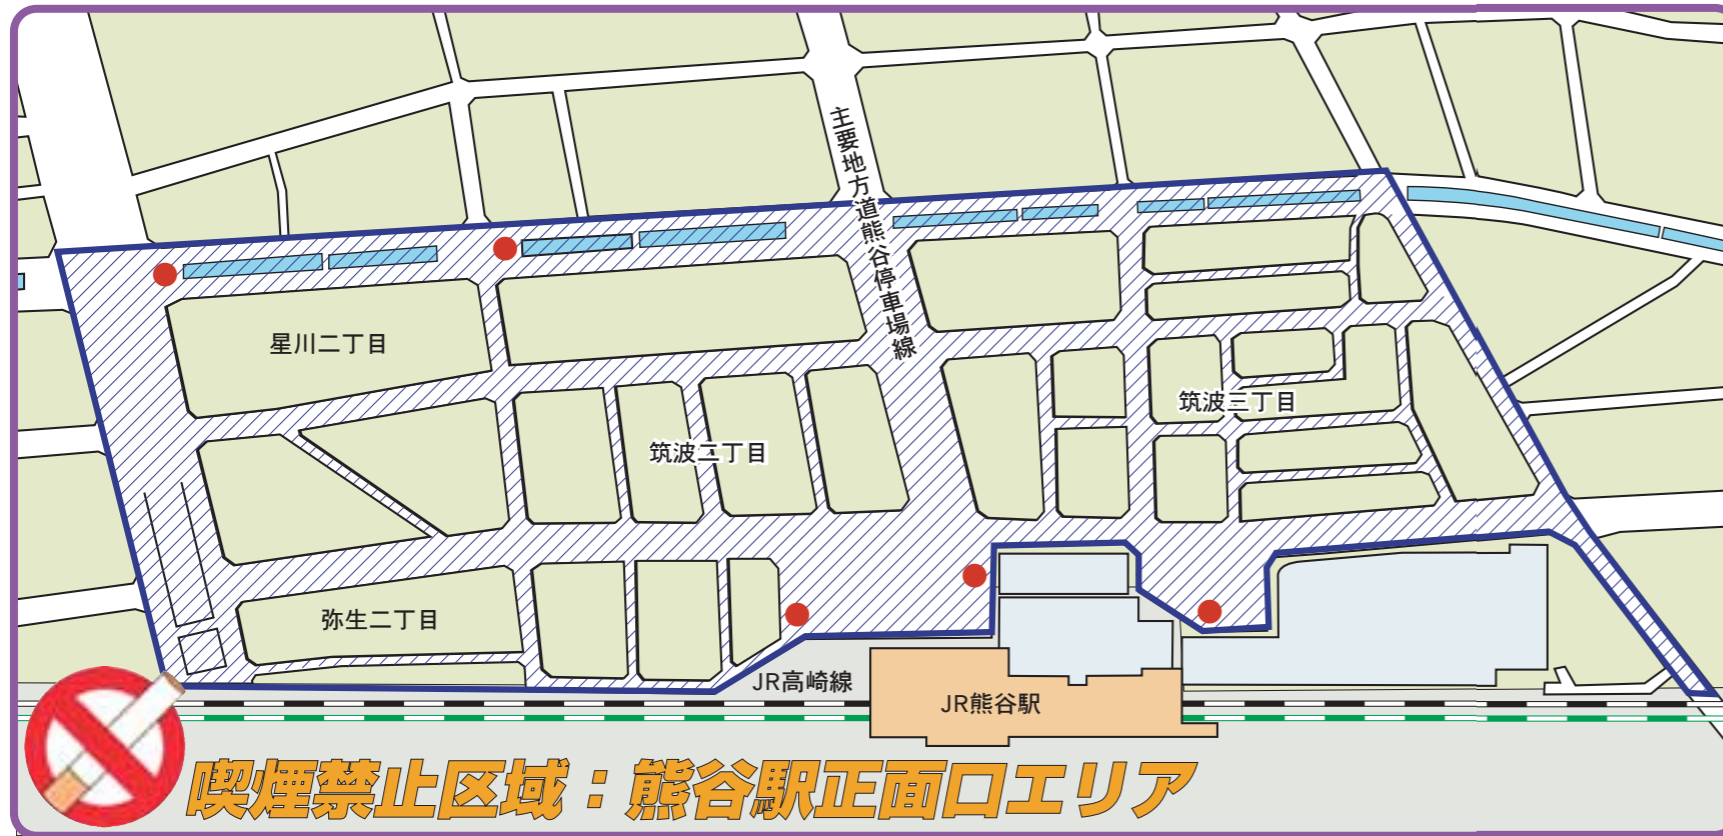 主要地方道熊谷停車場線
星川二丁目
筑波三丁目
筑波二丁目
弥生二丁目
JR高崎線
JR熊谷駅
喫煙禁止区域：熊谷駅正面口エリア